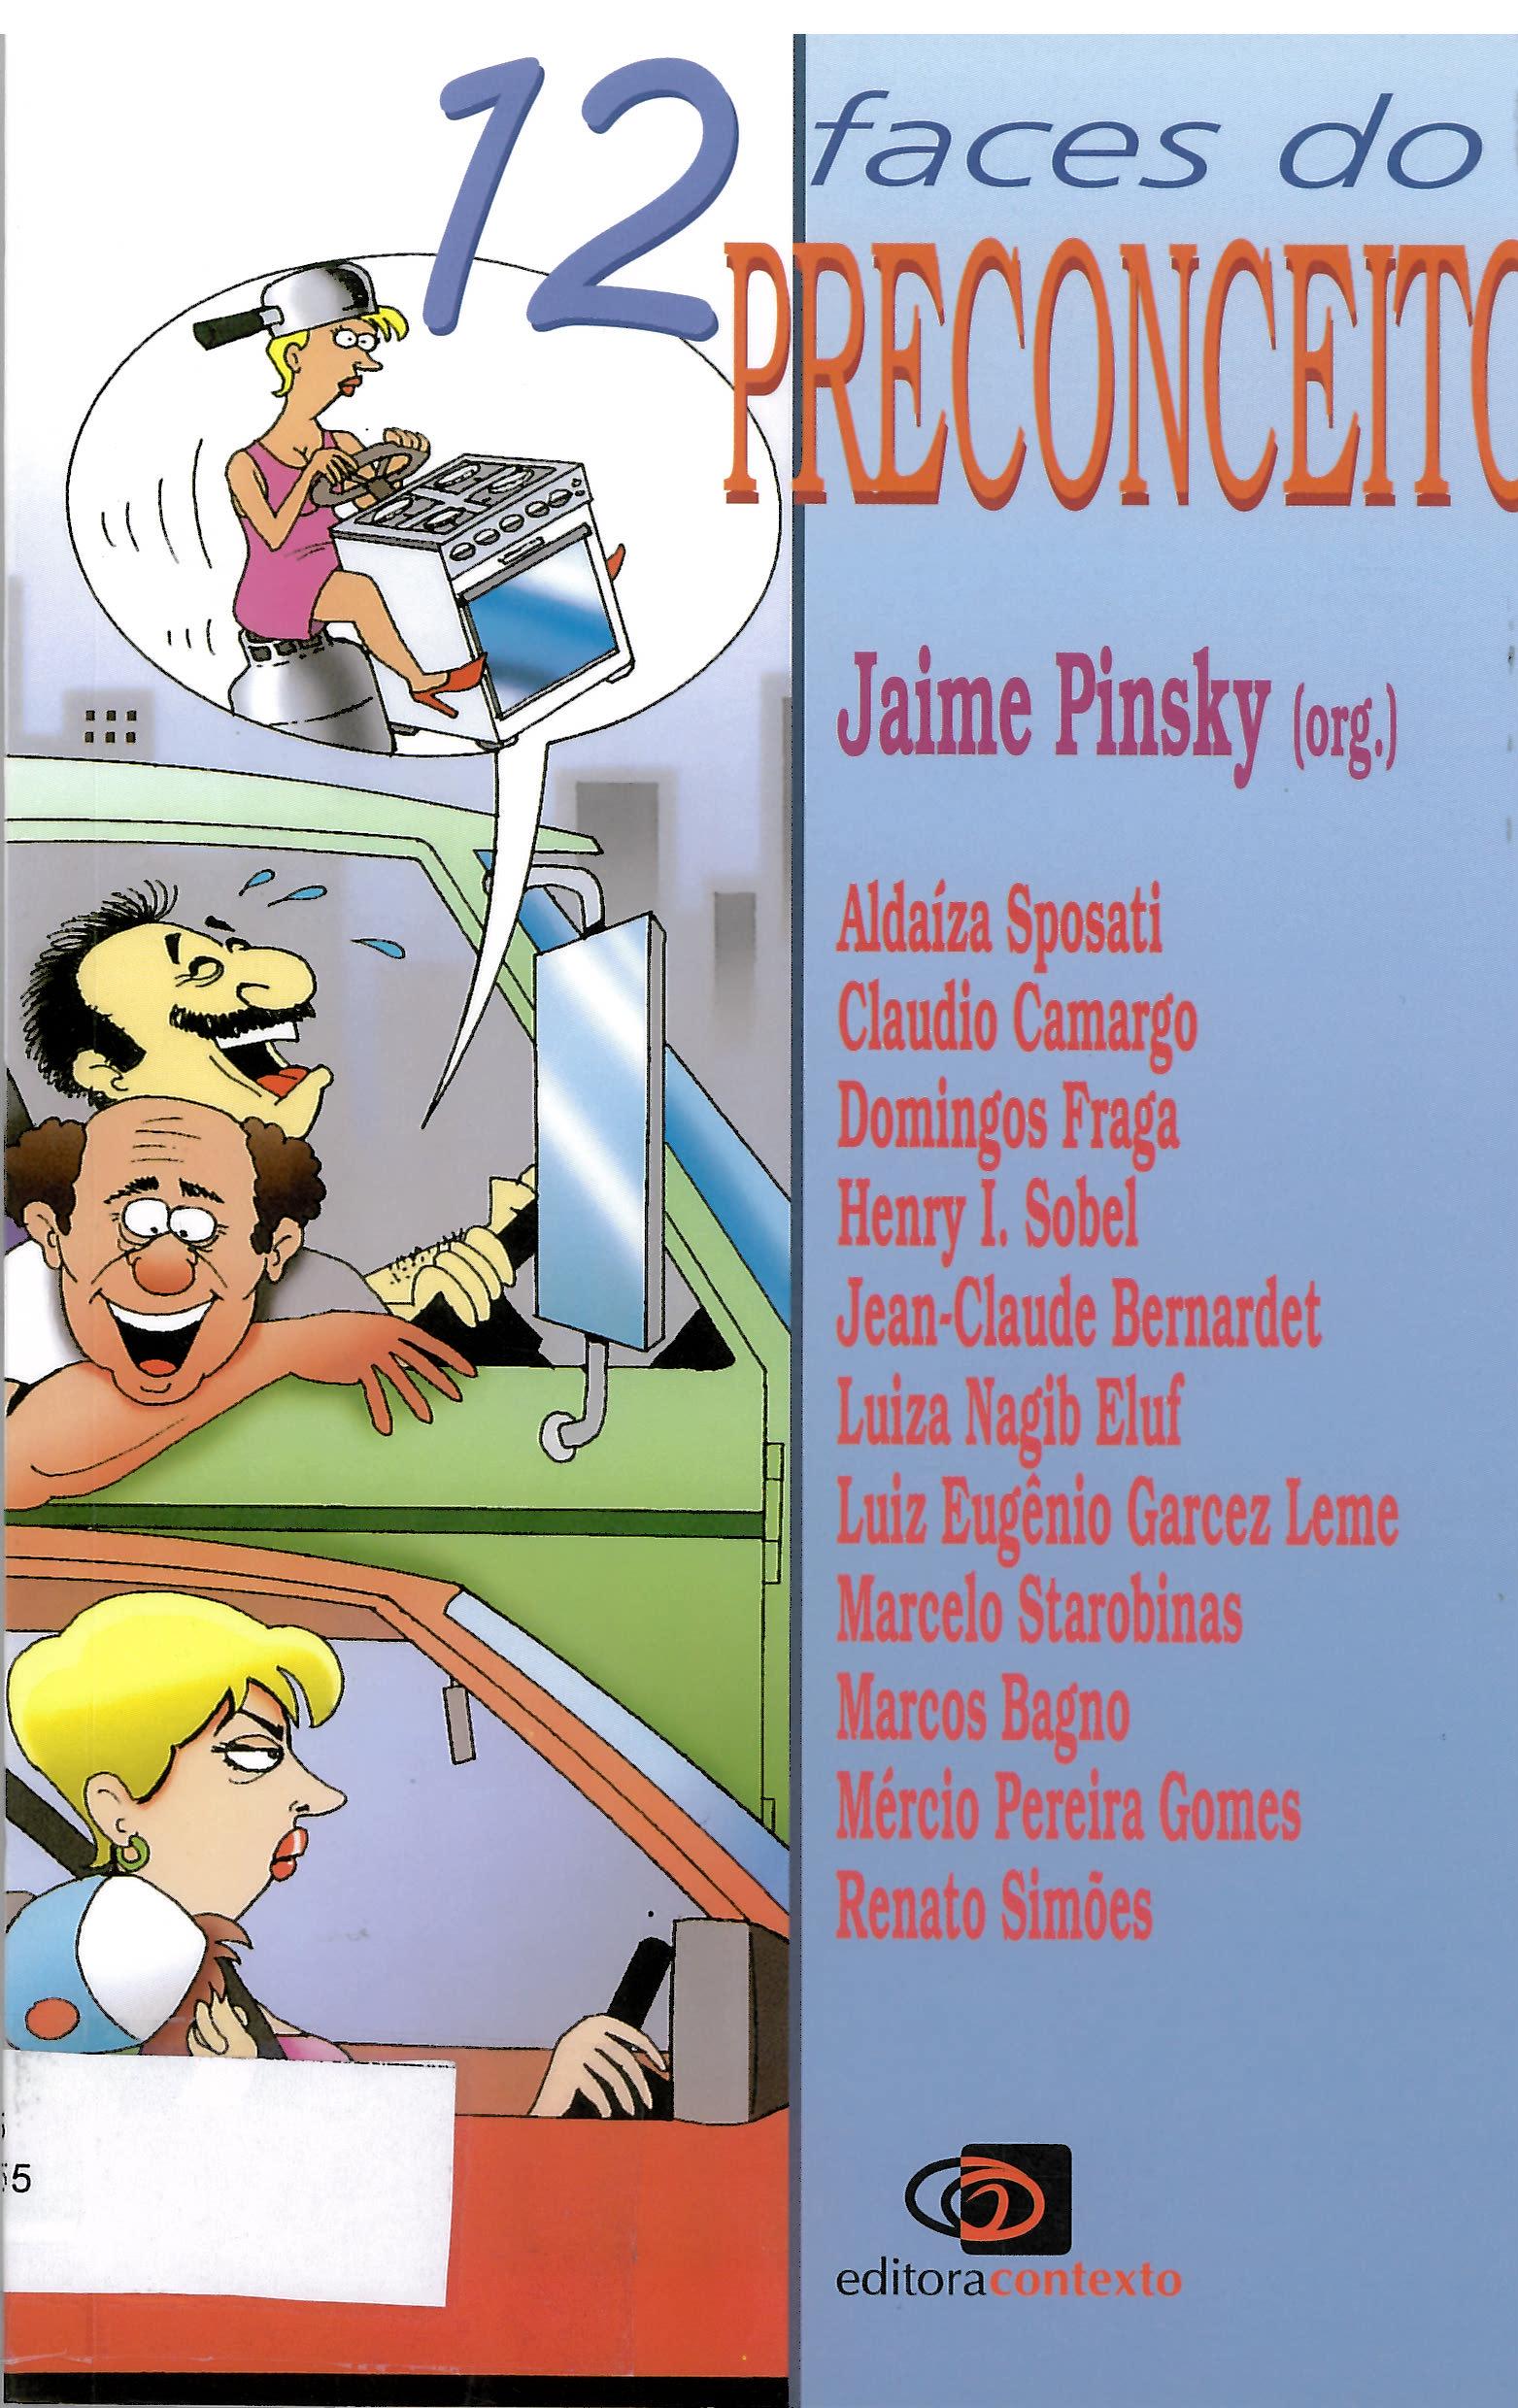 12 faces do
PRECONCEITO
Jaime Pinsky (org.)
Aldaíza Sposati
Claudio Camargo
Domingos Fraga
Henry I. Sobel
Jean-Claude Bernardet
Luiza Nagib Eluf
Luiz Eugênio Garcez Leme
Marcelo Starobinas
Marcos Bagno
Mércio Pereira Gomes
Renato Simões
55
editoracontexto